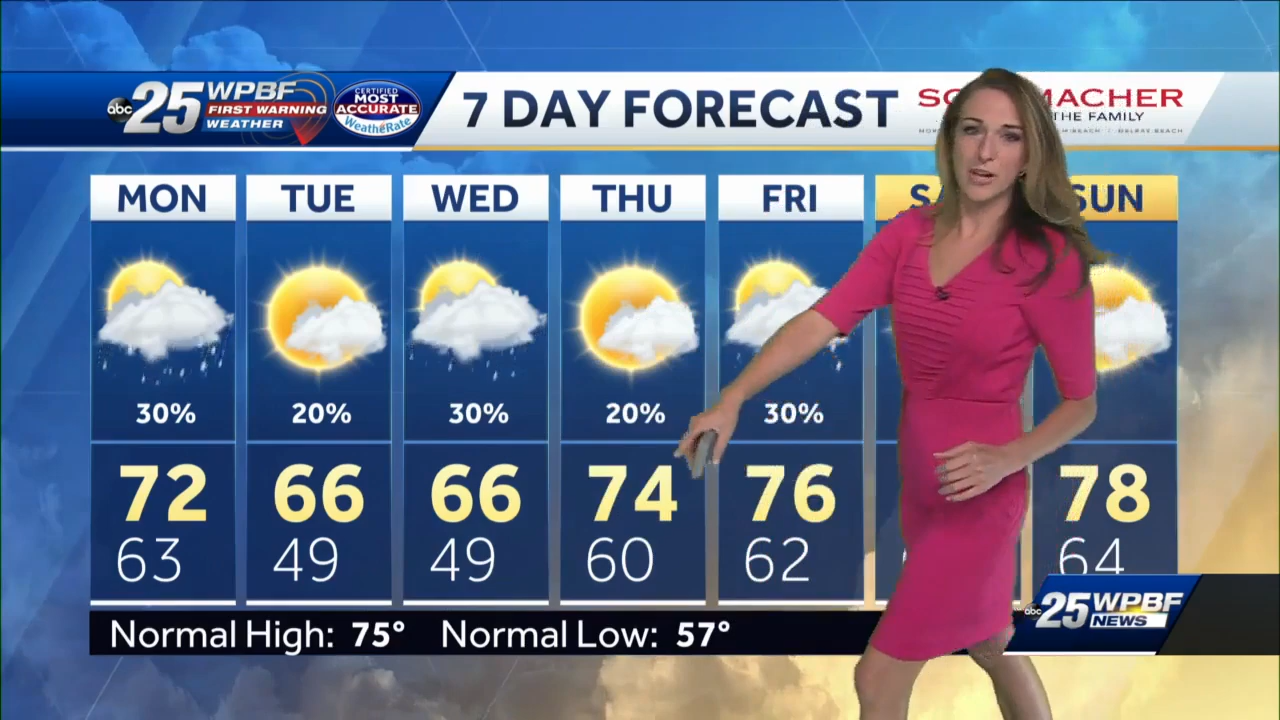 abc 25 WPBF
FIRST WARNING
WEATHER
CERTIFIED
MOST
ACCURATE
WeatheRate
7 DAY FORECAST
THE FAMILY
MON TUE WED THU FRI SUN
30% 20% 30% 20% 30%
72 66 66 74 76 78
63 49 49 60 62 64
Normal High: 75° Normal Low: 57°
abc 25 WPBF
NEWS